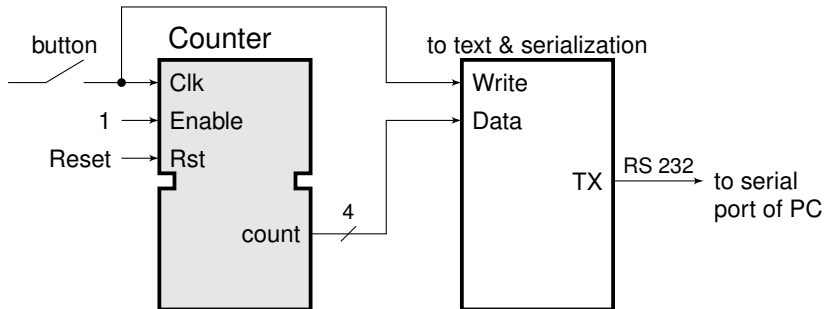 Counter
button
to text & serialization
Clk
Write
1
Enable
Data
Reset
Rst
RS 232
TX
to serial
port of PC
4
count